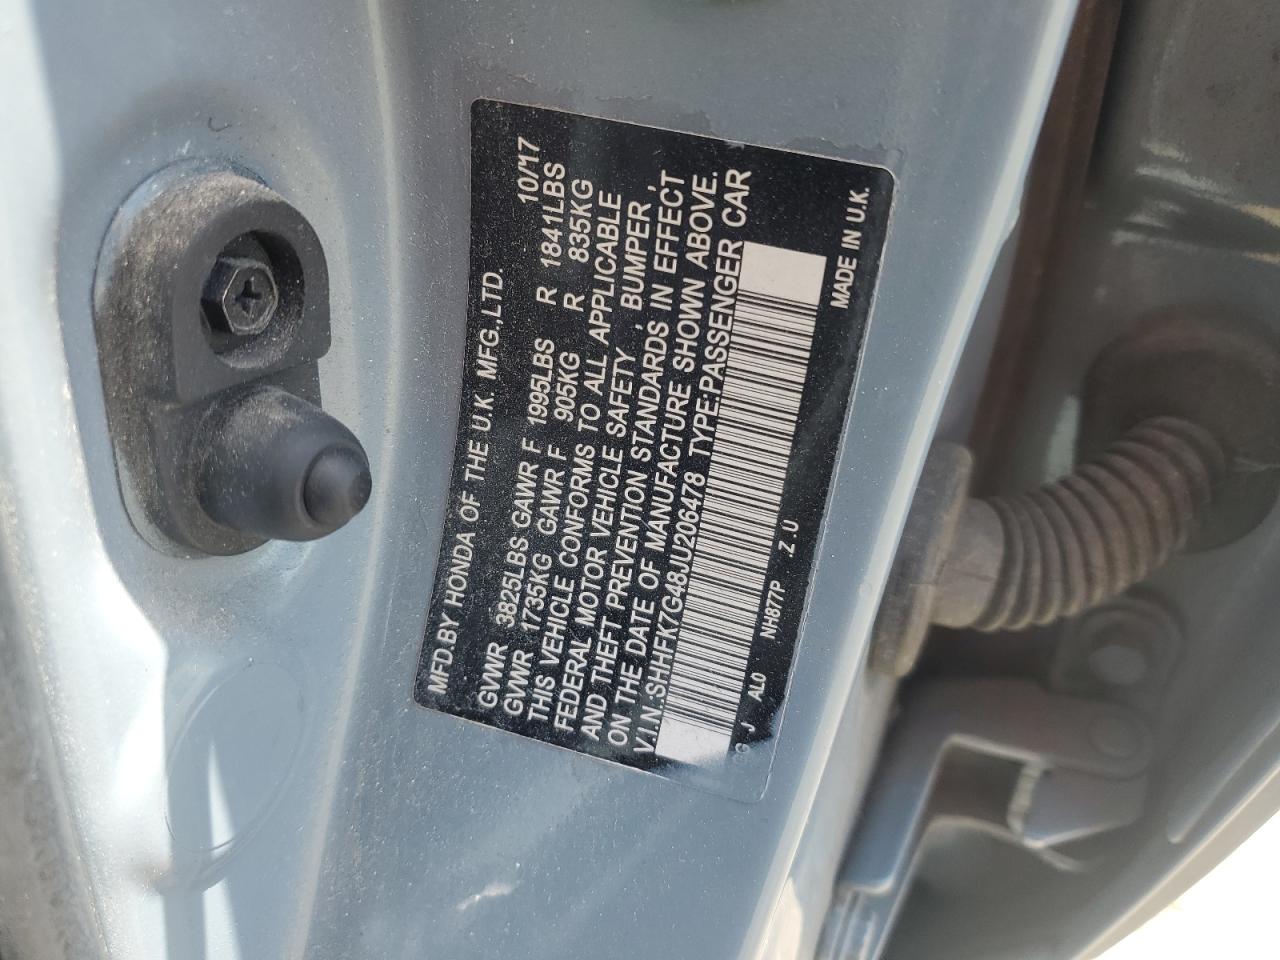 MFD.BY HONDA OF THE U.K. MFG.,LTD. 10/17
GVWR 3825LBS GAWR F 1995LBS R 1841LBS
GVWR 1735KG GAWR F 905KG R 835KG
THIS VEHICLE CONFORMS TO ALL APPLICABLE
FEDERAL MOTOR VEHICLE SAFETY , BUMPER ,
AND THEFT PREVENTION STANDARDS IN EFFECT
ON THE DATE OF MANUFACTURE SHOWN ABOVE.
V.I.N.:SHHFK7G48JU206478 TYPE:PASSENGER CAR
J AL0 NH877P Z.U MADE IN U.K.